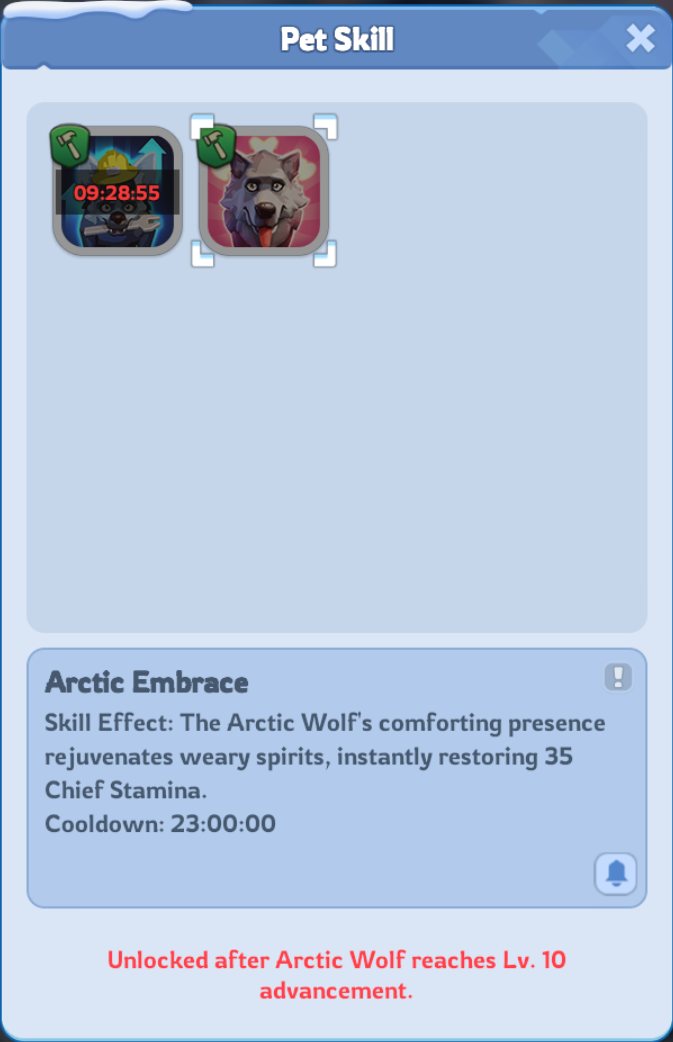 Pet Skill
09:28:55
Arctic Embrace
Skill Effect: The Arctic Wolf's comforting presence
rejuvenates weary spirits, instantly restoring 35
Chief Stamina.
Cooldown: 23:00:00
Unlocked after Arctic Wolf reaches Lv. 10
advancement.